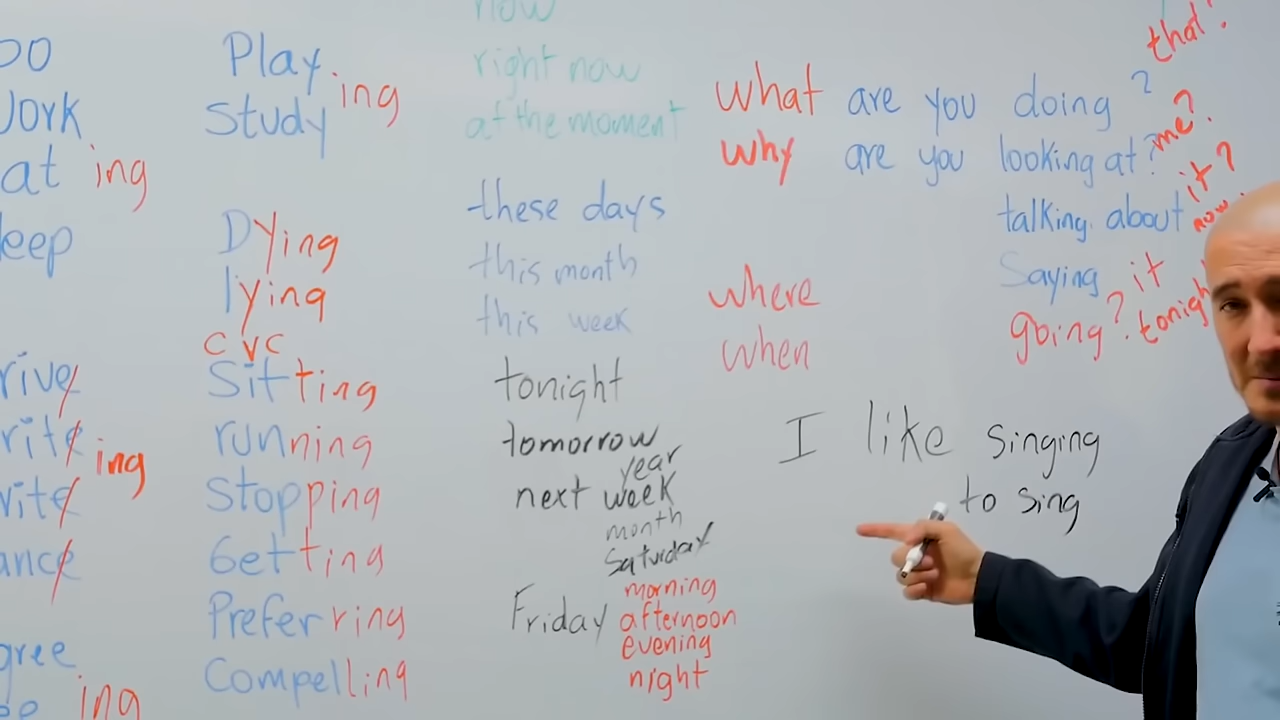 Play ing
Study
ing
Dying
lying
c v c
Sitting
running
ing
Stopping
Getting
Preferring
Compelling
ing
now
right now
at the moment
these days
this month
this week
tonight
tomorrow
year
next week
month
Saturday
morning
Friday afternoon
evening
night
what are you doing ? that?
why are you looking at? me?
talking about it?
now.
Saying it
going? tonight
where
when
I like singing
to sing